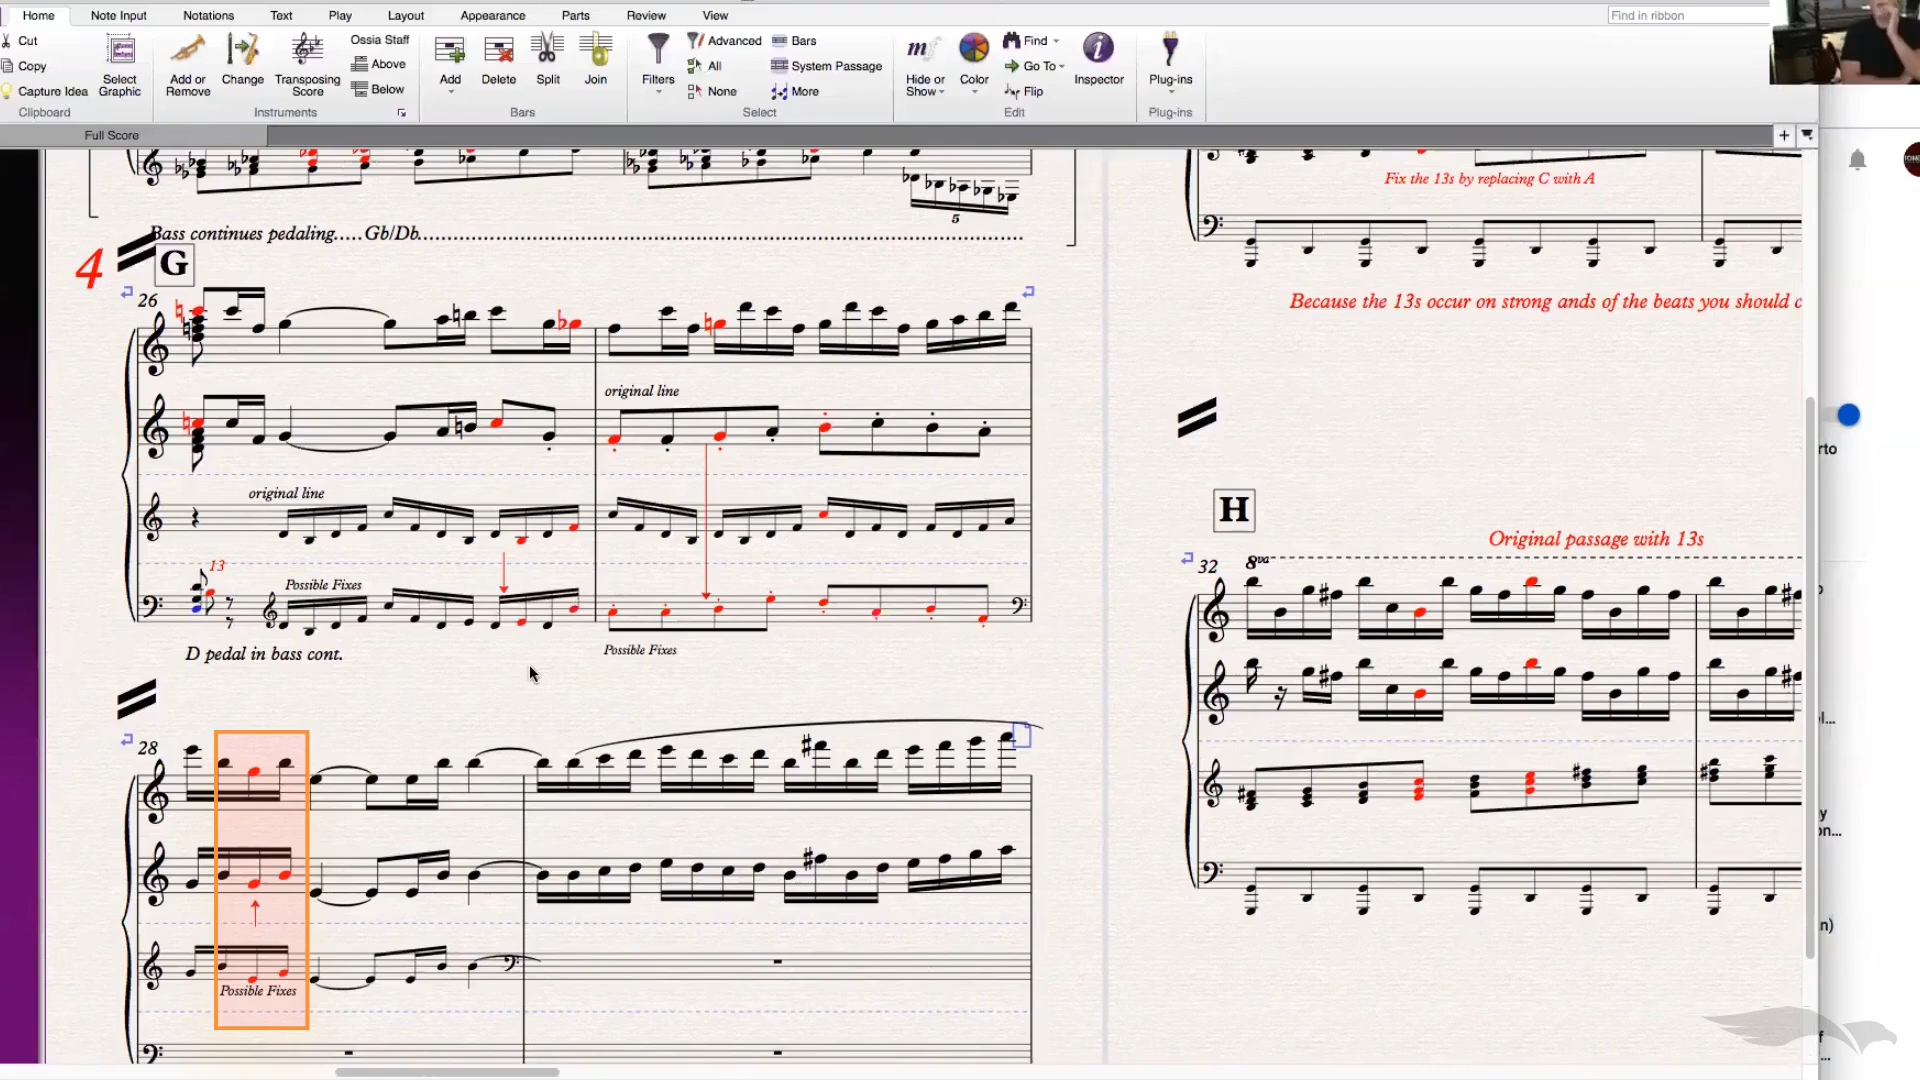 Home Note Input Notations Text Play Layout Appearance Parts Review View
Find in ribbon
Cut
Copy
Capture Idea
Clipboard
Select Graphic
Add or Remove
Change
Transposing Score
Ossia Staff
Above
Below
Instruments
Add
Delete
Split
Join
Bars
Filters
Advanced
All
None
Bars
System Passage
More
Select
Hide or Show
Color
Find
Go To
Flip
Inspector
Edit
Plug-ins
Plug-ins
Full Score
5
Bass continues pedaling.....Gb/Db
4
G
26
original line
original line
13
Possible Fixes
D pedal in bass cont.
Possible Fixes
28
Possible Fixes
Fix the 13s by replacing C with A
Because the 13s occur on strong ands of the beats you should c
H
Original passage with 13s
32
8va
rto